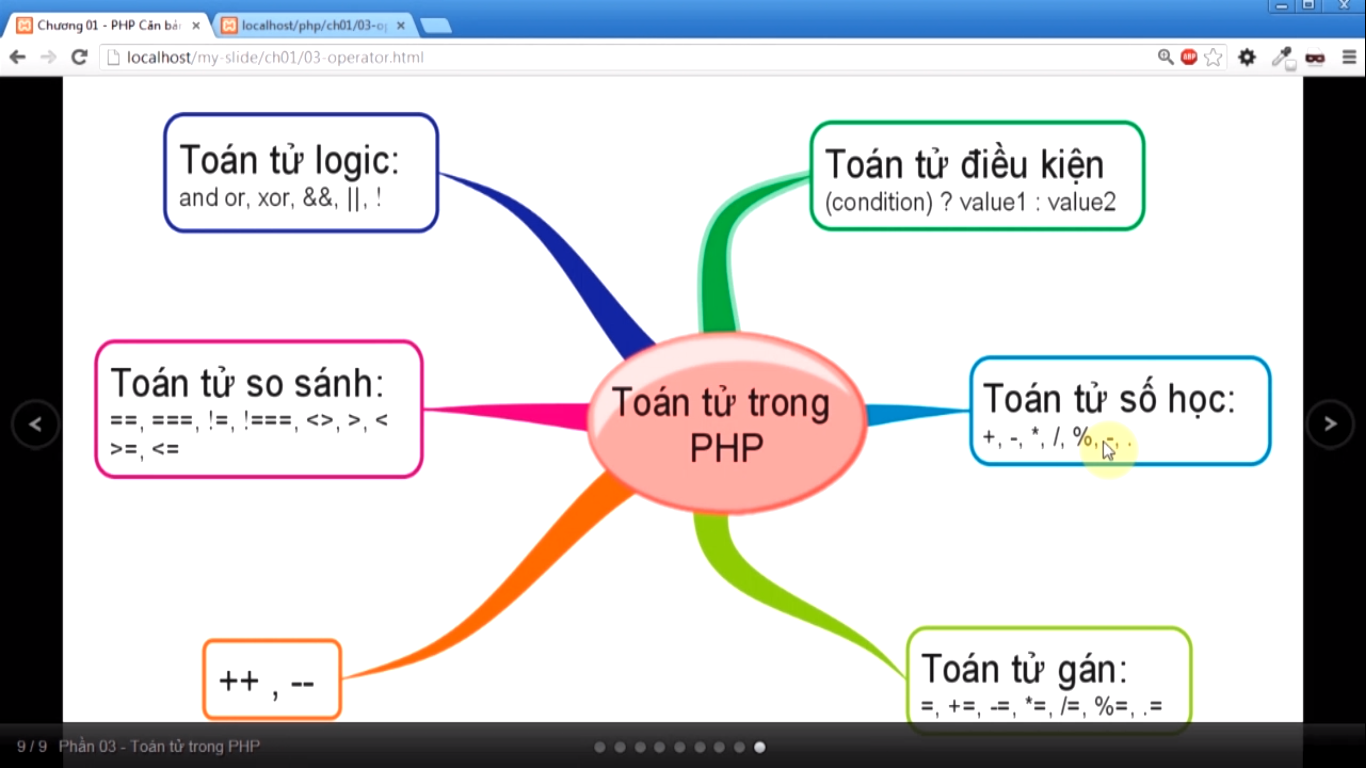 Chương 01 - PHP Căn bả
localhost/php/ch01/03-o
localhost/my-slide/ch01/03-operator.html
ABP
Toán tử logic:
and or, xor, &&, ||, !
Toán tử điều kiện
(condition) ? value1 : value2
Toán tử so sánh:
==, ===, !=, !===, <>, >, <
>=, <=
Toán tử trong
PHP
Toán tử số học:
+, -, *, /, %, -, .
++ , --
Toán tử gán:
=, +=, -=, *=, /=, %=, .=
9 / 9 Phần 03 - Toán tử trong PHP